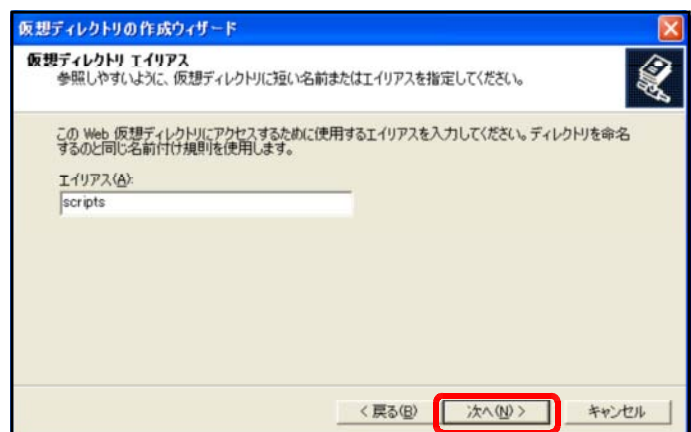 仮想ディレクトリの作成ウィザード
仮想ディレクトリ エイリアス
参照しやすいように、仮想ディレクトリに短い名前またはエイリアスを指定してください。
この Web 仮想ディレクトリにアクセスするために使用するエイリアスを入力してください。ディレクトリを命名
するのと同じ名前付け規則を使用します。
エイリアス(A):
scripts
< 戻る(B) 次へ(N) > キャンセル